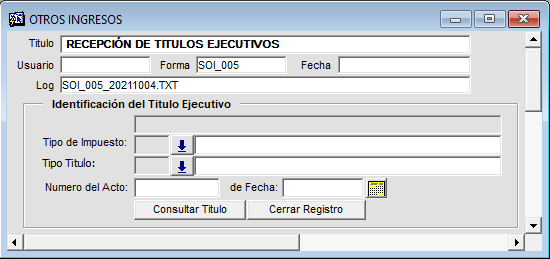 OTROS INGRESOS
Titulo RECEPCIÓN DE TITULOS EJECUTIVOS
Usuario Forma SOI_005 Fecha
Log SOI_005_20211004.TXT
Identificación del Titulo Ejecutivo
Tipo de Impuesto:
Tipo Titulo:
Numero del Acto: de Fecha:
Consultar Titulo Cerrar Registro